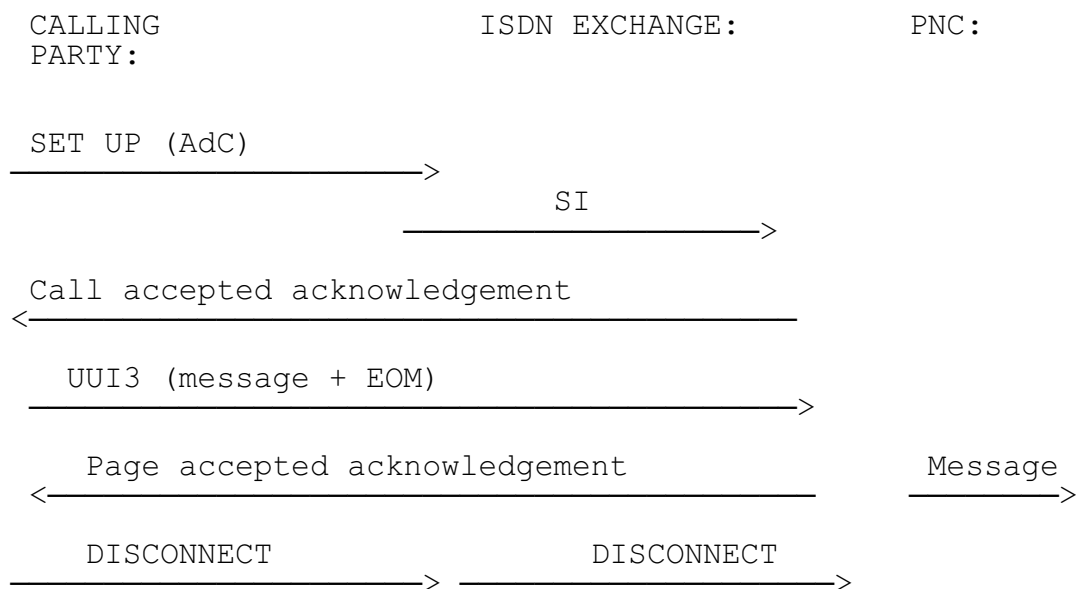 CALLING ISDN EXCHANGE: PNC:
PARTY:
SET UP (AdC)
SI
Call accepted acknowledgement
UUI3 (message + EOM)
Page accepted acknowledgement Message
DISCONNECT DISCONNECT